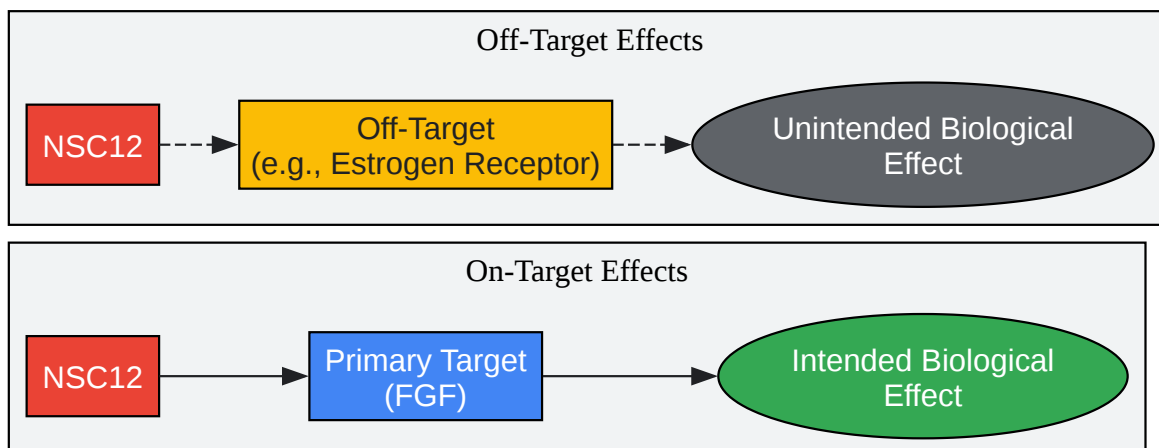 Off-Target Effects
NSC12
Off-Target
(e.g., Estrogen Receptor)
Unintended Biological
Effect
On-Target Effects
NSC12
Primary Target
(FGF)
Intended Biological
Effect